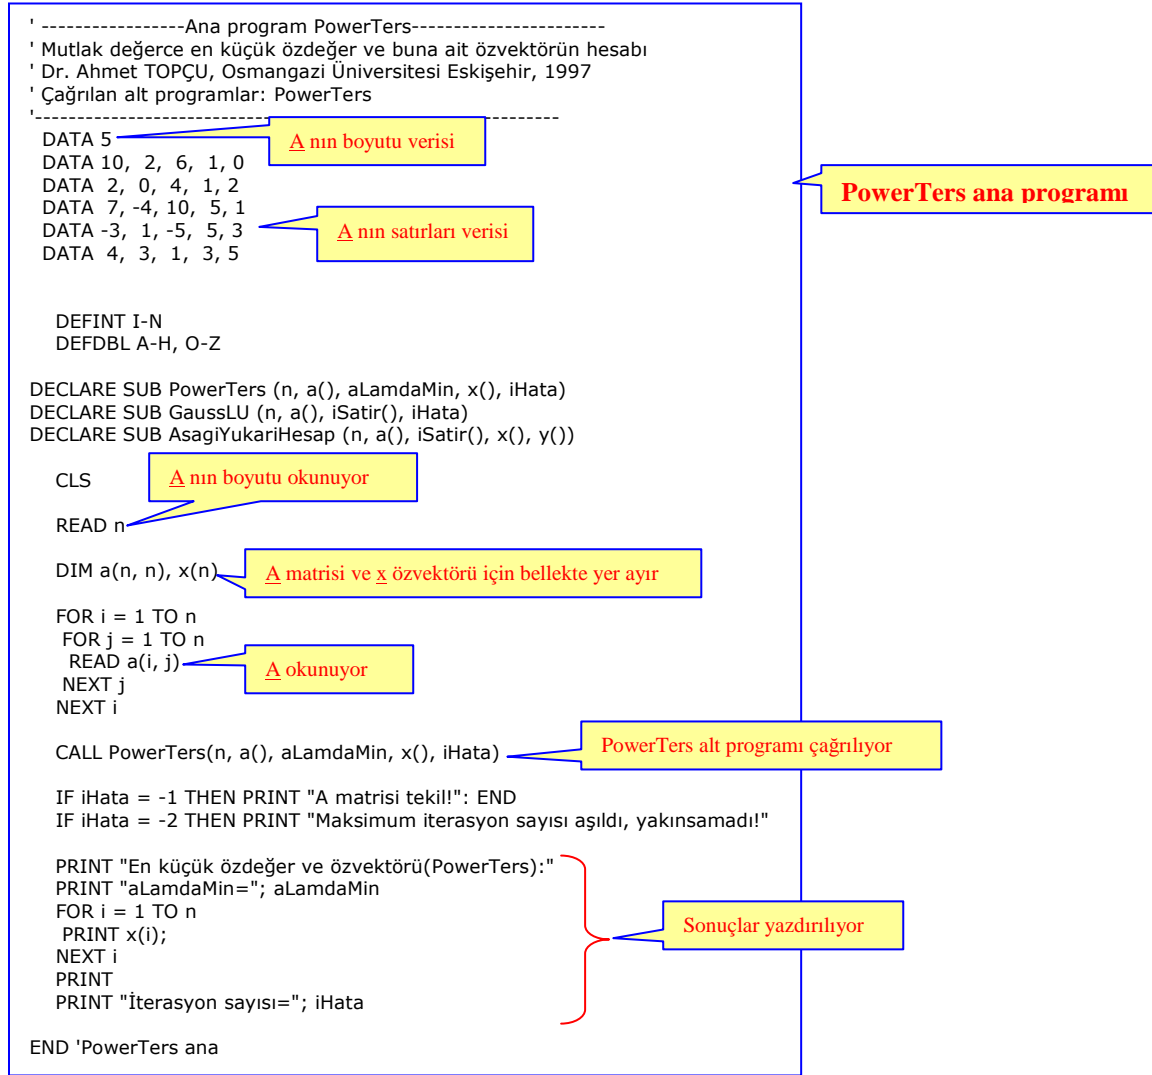 ' -----------------Ana program PowerTers-----------------------
' Mutlak değerce en küçük özdeğer ve buna ait özvektörün hesabı
' Dr. Ahmet TOPÇU, Osmangazi Üniversitesi Eskişehir, 1997
' Çağrılan alt programlar: PowerTers
'--------------------------------------------------------------
DATA 5
A nın boyutu verisi
DATA 10, 2, 6, 1, 0
DATA 2, 0, 4, 1, 2
PowerTers ana programı
DATA 7, -4, 10, 5, 1
DATA -3, 1, -5, 5, 3
A nın satırları verisi
DATA 4, 3, 1, 3, 5
DEFINT I-N
DEFDBL A-H, O-Z
DECLARE SUB PowerTers (n, a(), aLamdaMin, x(), iHata)
DECLARE SUB GaussLU (n, a(), iSatir(), iHata)
DECLARE SUB AsagiYukariHesap (n, a(), iSatir(), x(), y())
CLS
A nın boyutu okunuyor
READ n
DIM a(n, n), x(n)
A matrisi ve x özvektörü için bellekte yer ayır
FOR i = 1 TO n
FOR j = 1 TO n
READ a(i, j)
A okunuyor
NEXT j
NEXT i
CALL PowerTers(n, a(), aLamdaMin, x(), iHata)
PowerTers alt programı çağrılıyor
IF iHata = -1 THEN PRINT "A matrisi tekil!": END
IF iHata = -2 THEN PRINT "Maksimum iterasyon sayısı aşıldı, yakınsamadı!"
PRINT "En küçük özdeğer ve özvektörü(PowerTers):"
PRINT "aLamdaMin="; aLamdaMin
FOR i = 1 TO n
PRINT x(i);
Sonuçlar yazdırılıyor
NEXT i
PRINT
PRINT "İterasyon sayısı="; iHata
END 'PowerTers ana